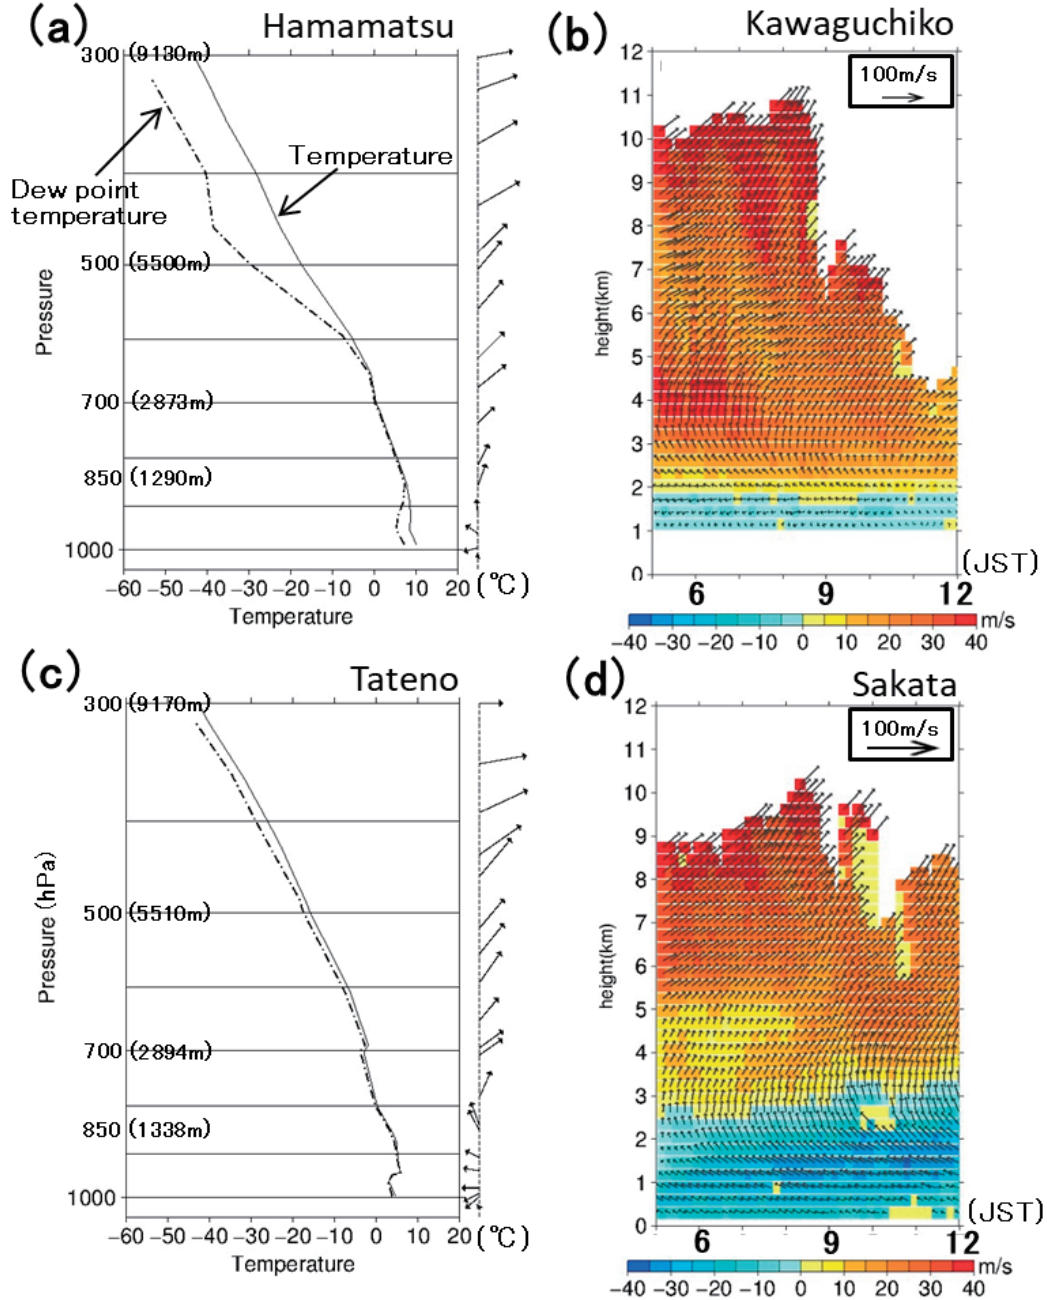 (a)
Hamamatsu
300 (9130m)
Dew point
temperature
Temperature
500 (5500m)
Pressure
700 (2873m)
850 (1290m)
1000
−60 −50 −40 −30 −20 −10 0 10 20 (℃)
Temperature
(b)
Kawaguchiko
100m/s
12
11
10
9
8
7
6
5
4
3
2
1
0
height(km)
6 9 12
(JST)
−40 −30 −20 −10 0 10 20 30 40 m/s
(c)
Tateno
300 (9170m)
500 (5510m)
Pressure (hPa)
700 (2894m)
850 (1338m)
1000
−60 −50 −40 −30 −20 −10 0 10 20 (℃)
Temperature
(d)
Sakata
100m/s
12
11
10
9
8
7
6
5
4
3
2
1
0
height(km)
6 9 12
(JST)
−40 −30 −20 −10 0 10 20 30 40 m/s